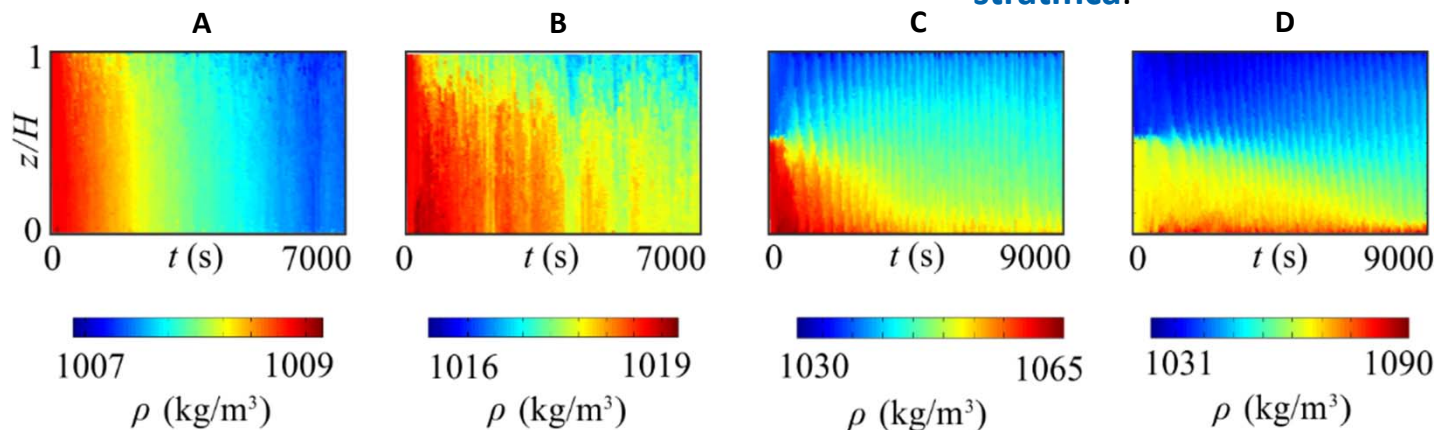 stratifica.
A B C D
1
z/H
0
0 t (s) 7000 0 t (s) 7000 0 t (s) 9000 0 t (s) 9000
1007 1009 1016 1019 1030 1065 1031 1090
ρ (kg/m³) ρ (kg/m³) ρ (kg/m³) ρ (kg/m³)